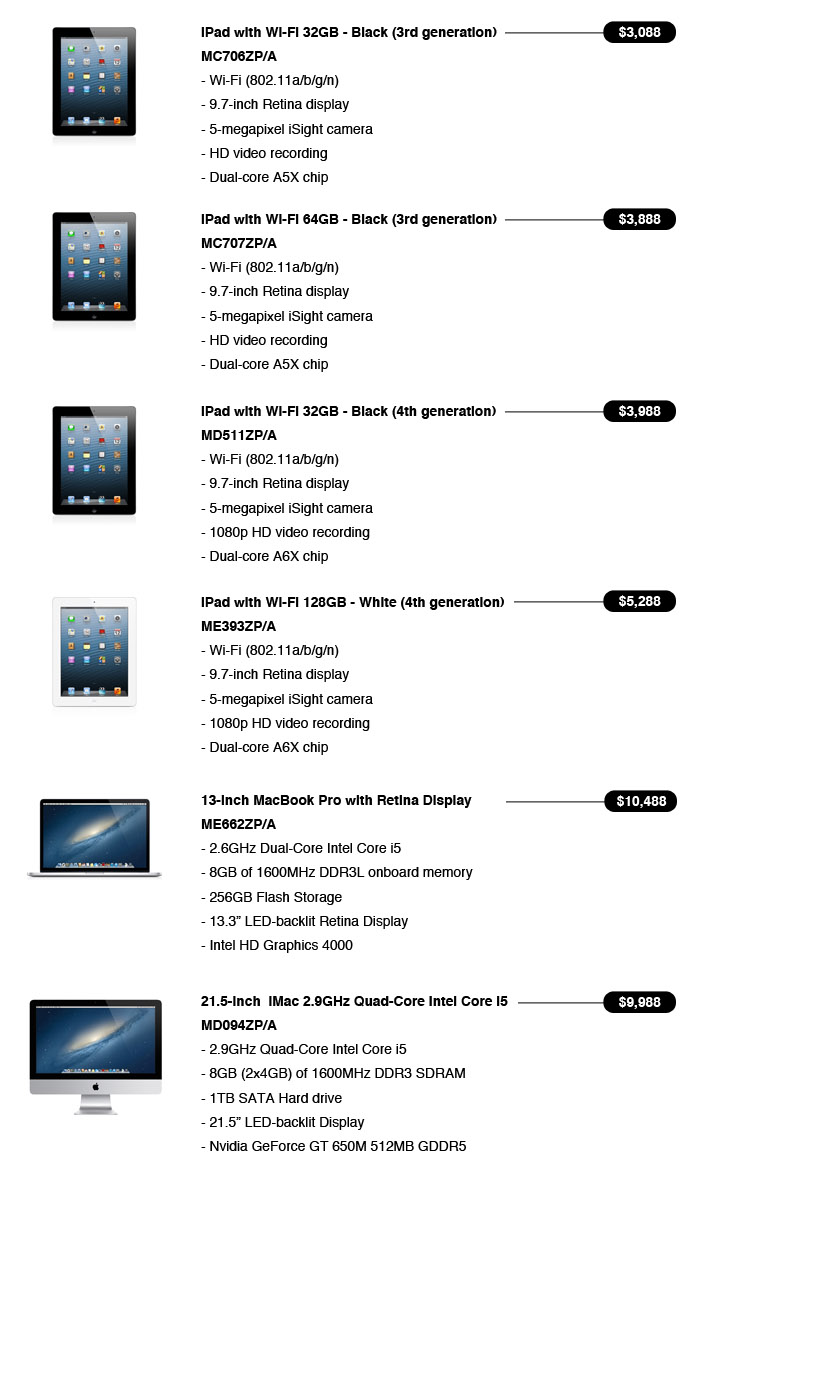 iPad with Wi-Fi 32GB - Black (3rd generation)
$3,088
MC706ZP/A
- Wi-Fi (802.11a/b/g/n)
- 9.7-inch Retina display
- 5-megapixel iSight camera
- HD video recording
- Dual-core A5X chip
iPad with Wi-Fi 64GB - Black (3rd generation)
$3,888
MC707ZP/A
- Wi-Fi (802.11a/b/g/n)
- 9.7-inch Retina display
- 5-megapixel iSight camera
- HD video recording
- Dual-core A5X chip
iPad with Wi-Fi 32GB - Black (4th generation)
$3,988
MD511ZP/A
- Wi-Fi (802.11a/b/g/n)
- 9.7-inch Retina display
- 5-megapixel iSight camera
- 1080p HD video recording
- Dual-core A6X chip
iPad with Wi-Fi 128GB - White (4th generation)
$5,288
ME393ZP/A
- Wi-Fi (802.11a/b/g/n)
- 9.7-inch Retina display
- 5-megapixel iSight camera
- 1080p HD video recording
- Dual-core A6X chip
13-inch MacBook Pro with Retina Display
$10,488
ME662ZP/A
- 2.6GHz Dual-Core Intel Core i5
- 8GB of 1600MHz DDR3L onboard memory
- 256GB Flash Storage
- 13.3” LED-backlit Retina Display
- Intel HD Graphics 4000
21.5-inch  iMac 2.9GHz Quad-Core Intel Core i5
$9,988
MD094ZP/A
- 2.9GHz Quad-Core Intel Core i5
- 8GB (2x4GB) of 1600MHz DDR3 SDRAM
- 1TB SATA Hard drive
- 21.5” LED-backlit Display
- Nvidia GeForce GT 650M 512MB GDDR5